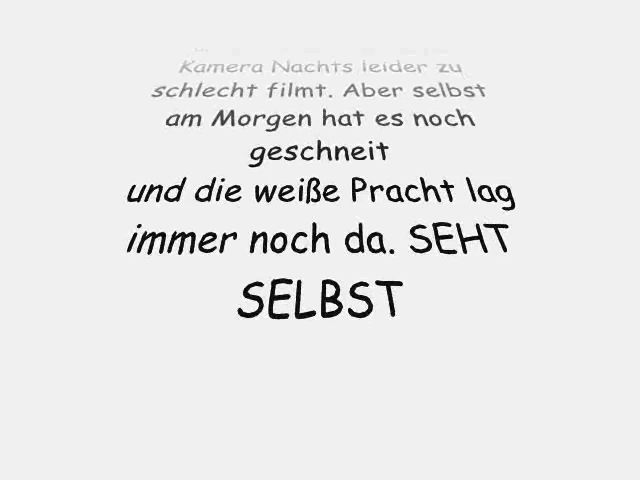 Kamera Nachts leider zu
schlecht filmt. Aber selbst
am Morgen hat es noch
geschneit
und die weiße Pracht lag
immer noch da. SEHT
SELBST